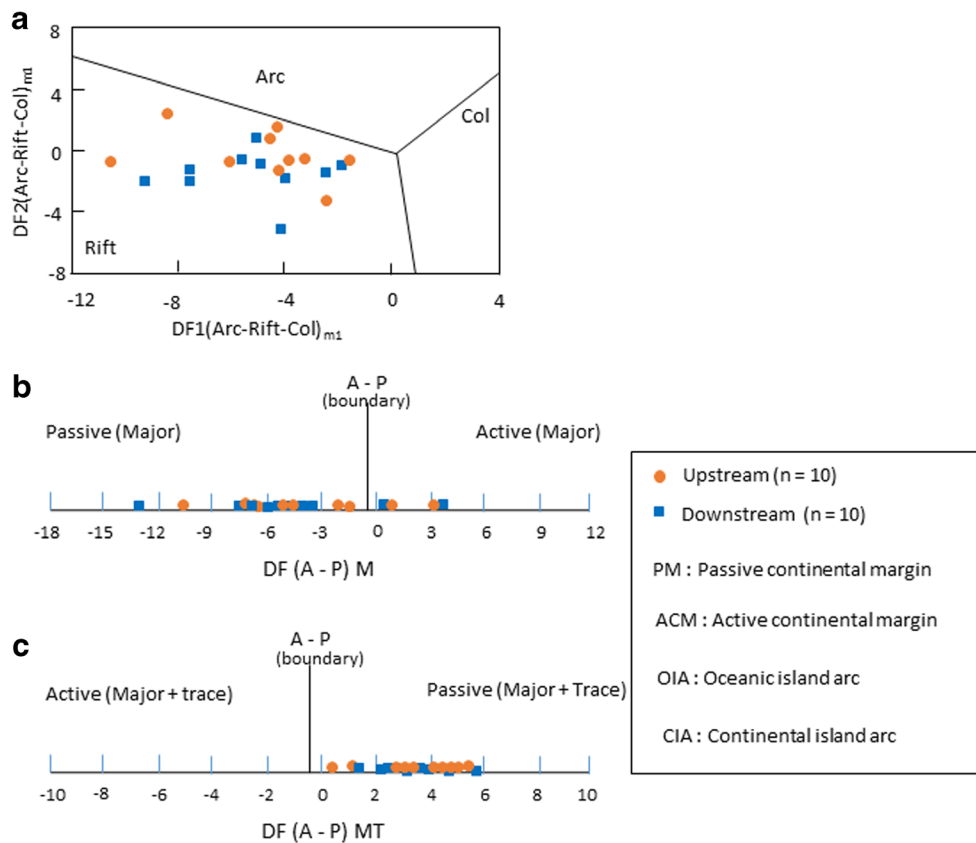 a
8
4
0
-4
-8
DF2(Arc-Rift-Col)m1
Arc
Col
Rift
-12 -8 -4 0 4
DF1(Arc-Rift-Col)m1
b
A - P
(boundary)
Passive (Major)
Active (Major)
-18 -15 -12 -9 -6 -3 0 3 6 9 12
DF (A - P) M
c
A - P
(boundary)
Active (Major + trace)
Passive (Major + Trace)
-10 -8 -6 -4 -2 0 2 4 6 8 10
DF (A - P) MT
Upstream (n = 10)
Downstream (n = 10)
PM : Passive continental margin
ACM : Active continental margin
OIA : Oceanic island arc
CIA : Continental island arc